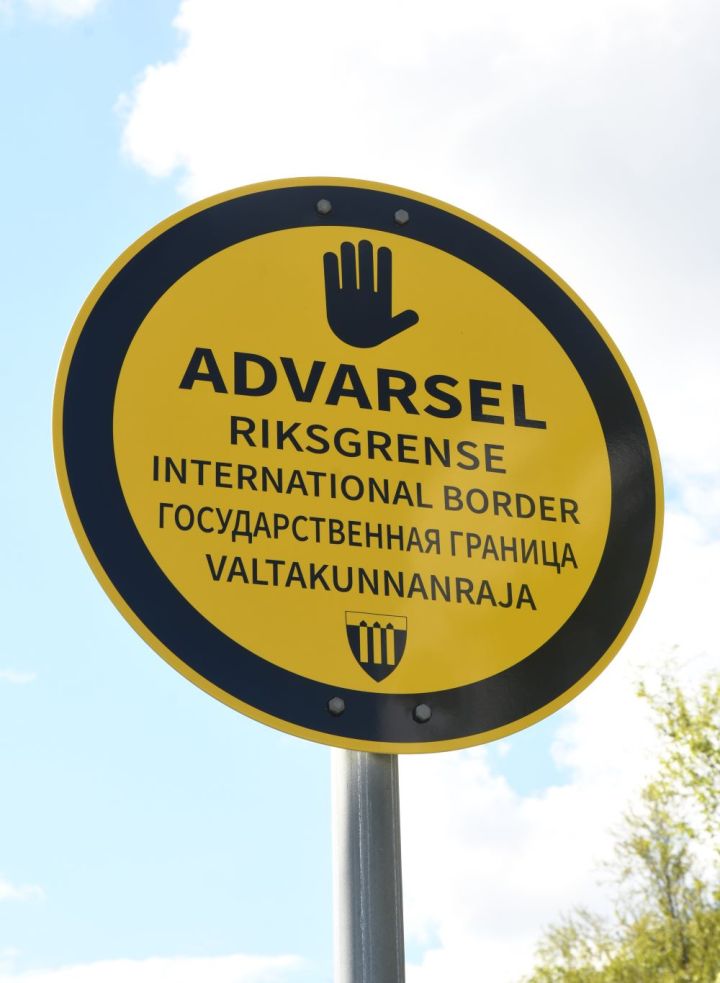 ADVARSEL
RIKSGRENSE
INTERNATIONAL BORDER
ГОСУДАРСТВЕННАЯ ГРАНИЦА
VALTAKUNNANRAJA